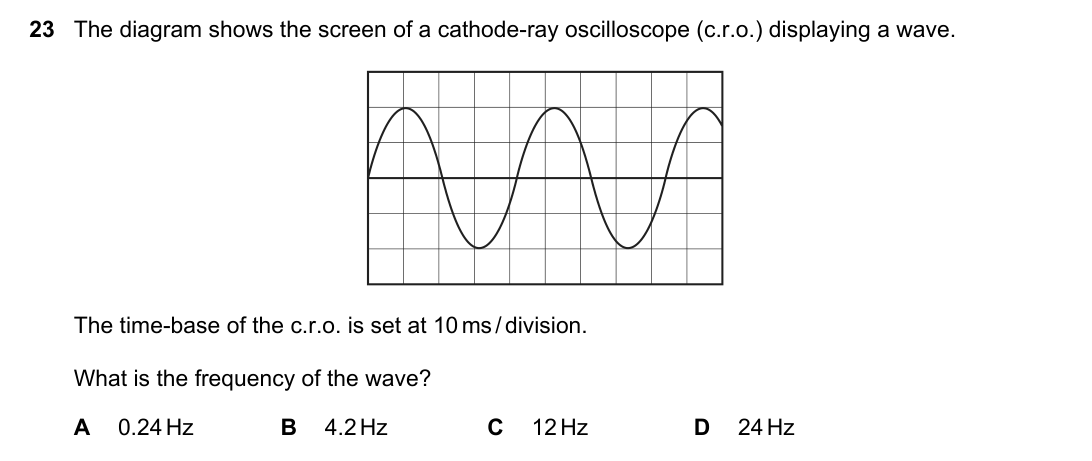 23 The diagram shows the screen of a cathode-ray oscilloscope (c.r.o.) displaying a wave.
The time-base of the c.r.o. is set at 10 ms / division.
What is the frequency of the wave?
A 0.24 Hz B 4.2 Hz C 12 Hz D 24 Hz